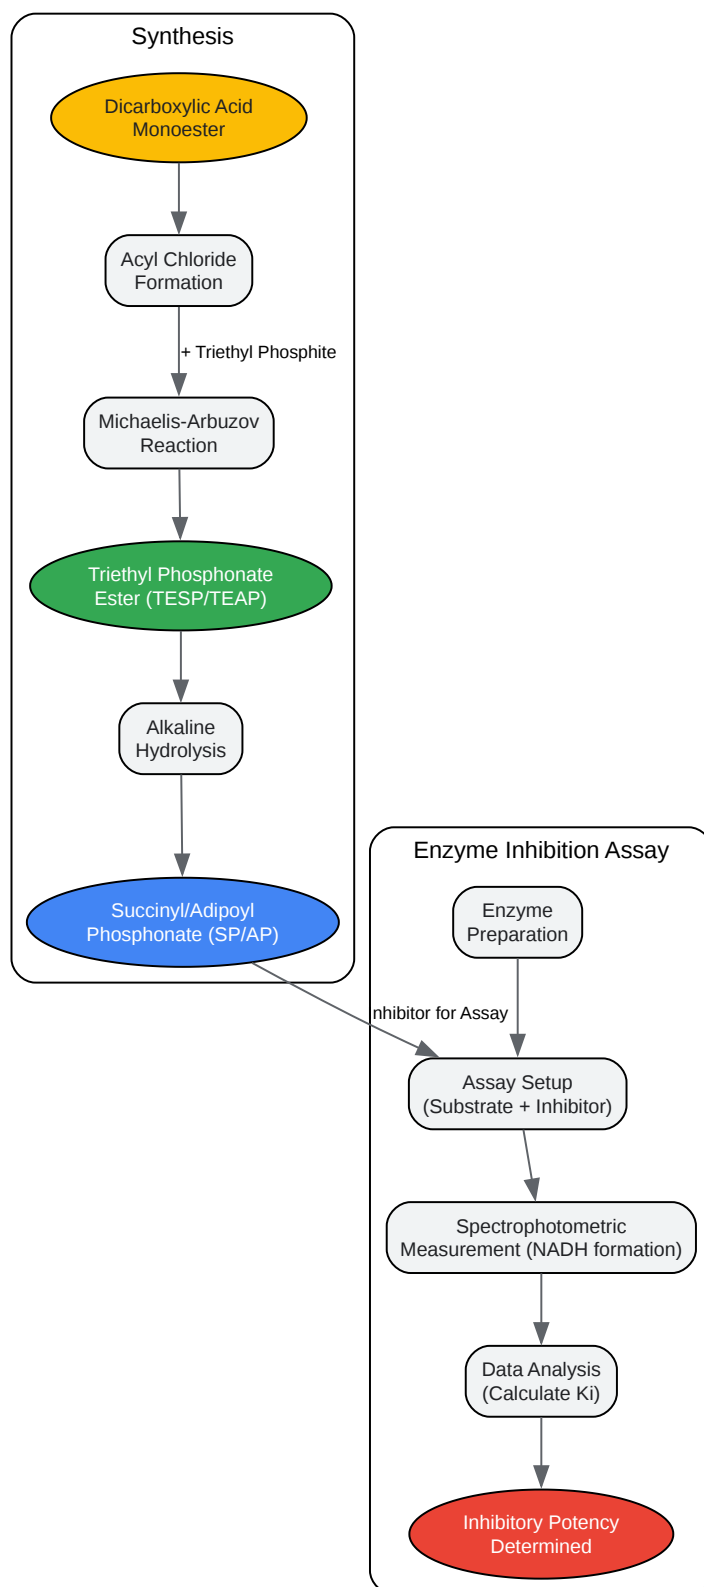 Synthesis
Dicarboxylic Acid
Monoester
Acyl Chloride
Formation
+ Triethyl Phosphite
Michaelis-Arbuzov
Reaction
Triethyl Phosphonate
Ester (TESP/TEAP)
Alkaline
Hydrolysis
Succinyl/Adipoyl
Phosphonate (SP/AP)
Enzyme Inhibition Assay
Enzyme
Preparation
nhibitor for Assay
Assay Setup
(Substrate + Inhibitor)
Spectrophotometric
Measurement (NADH formation)
Data Analysis
(Calculate Ki)
Inhibitory Potency
Determined